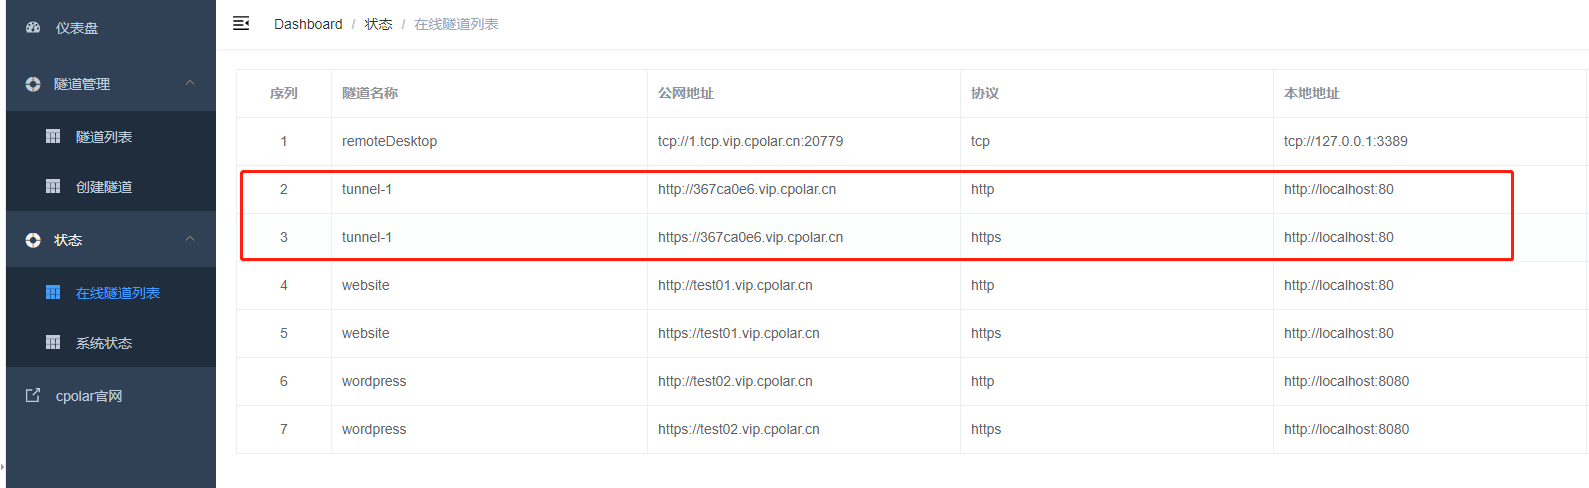 仪表盘
隧道管理
隧道列表
创建隧道
状态
在线隧道列表
系统状态
cpolar官网
Dashboard / 状态 / 在线隧道列表
序列 隧道名称 公网地址 协议 本地地址
1 remoteDesktop tcp://1.tcp.vip.cpolar.cn:20779 tcp tcp://127.0.0.1:3389
2 tunnel-1 http://367ca0e6.vip.cpolar.cn http http://localhost:80
3 tunnel-1 https://367ca0e6.vip.cpolar.cn https http://localhost:80
4 website http://test01.vip.cpolar.cn http http://localhost:80
5 website https://test01.vip.cpolar.cn https http://localhost:80
6 wordpress http://test02.vip.cpolar.cn http http://localhost:8080
7 wordpress https://test02.vip.cpolar.cn https http://localhost:8080